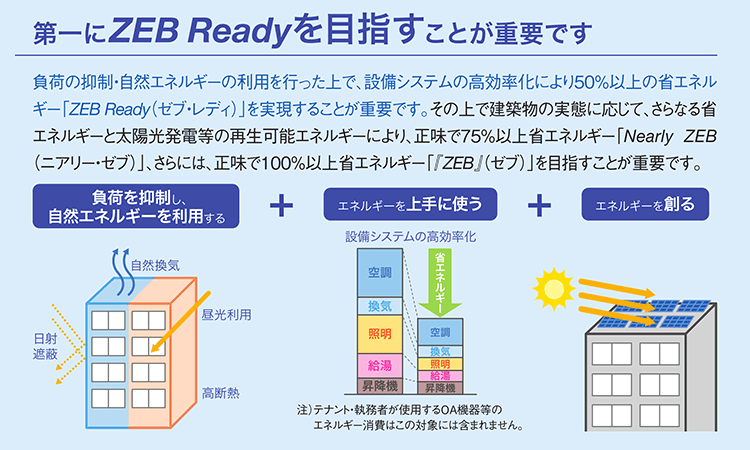 第一にZEB Readyを目指すことが重要です
負荷の抑制・自然エネルギーの利用を行った上で、設備システムの高効率化により50%以上の省エネル
ギー「ZEB Ready（ゼブ・レディ）」を実現することが重要です。その上で建築物の実態に応じて、さらなる省
エネルギーと太陽光発電等の再生可能エネルギーにより、正味で75%以上省エネルギー「Nearly ZEB
（ニアリー・ゼブ）」、さらには、正味で100%以上省エネルギー「『ZEB』（ゼブ）」を目指すことが重要です。
負荷を抑制し、
自然エネルギーを利用する
+
エネルギーを上手に使う
+
エネルギーを創る
自然換気
日射
遮蔽
昼光利用
高断熱
設備システムの高効率化
空調
換気
照明
給湯
昇降機
省エネルギー
空調
換気
照明
給湯
昇降機
注）テナント・執務者が使用するOA機器等の
エネルギー消費はこの対象には含まれません。